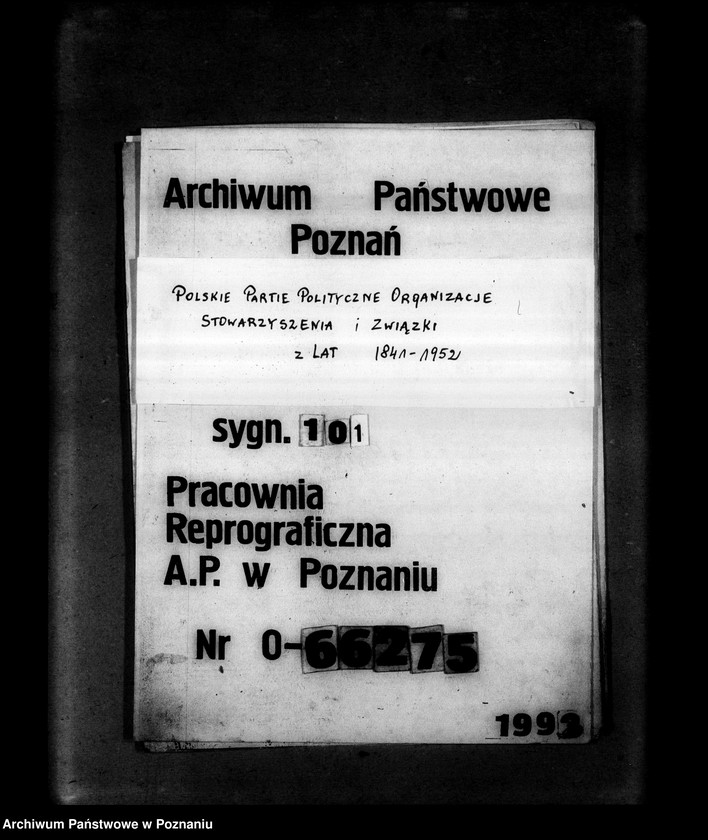 Archiwum Państwowe
Poznań
POLSKIE PARTIE POLITYCZNE ORGANIZACJE
STOWARZYSZENIA i ZWIĄZKI
z LAT 1841-1952
sygn. 101
Pracownia
Reprograficzna
A.P. w Poznaniu
Nr O-66275
1993
Archiwum Państwowe w Poznaniu